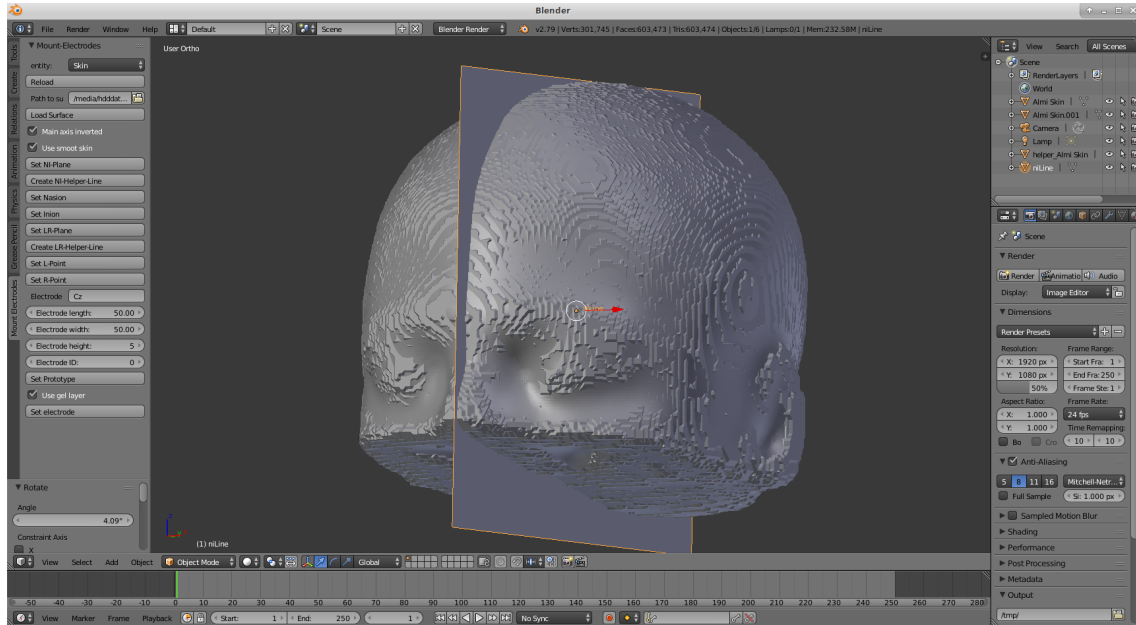 Blender
File Render Window Help Default Scene Blender Render v2.79 | Verts:301,745 | Faces:603,473 | Tris:603,474 | Objects:1/6 | Lamps:0/1 | Mem:232.58M | niLine
Tools
Create
Relations
Animation
Physics
Grease Pencil
Mount Electrodes
Mount-Electrodes
entity: Skin
Reload
Path to su /media/hdddat...
Load Surface
Main axis inverted
Use smoot skin
Set NI-Plane
Create NI-Helper-Line
Set Nasion
Set Inion
Set LR-Plane
Create LR-Helper-Line
Set L-Point
Set R-Point
Electrode Cz
Electrode length: 50.00
Electrode width: 50.00
Electrode height: 5
Electrode ID: 0
Set Prototype
Use gel layer
Set electrode
Rotate
Angle
4.09°
Constraint Axis
X
User Ortho
(1) niLine
View Select Add Object Object Mode Global
View Search All Scenes
Scene
RenderLayers |
World
Almi Skin |
Almi Skin.001 |
Camera |
Lamp |
helper_Almi Skin |
niLine |
Scene
Render
Render Animatio Audio
Display: Image Editor
Dimensions
Render Presets
Resolution: Frame Range:
X: 1920 px Start Fra: 1
Y: 1080 px End Fra: 250
50% Frame Ste: 1
Aspect Ratio: Frame Rate:
X: 1.000 24 fps
Y: 1.000 Time Remapping:
Bo Cro 10 10
Anti-Aliasing
5 8 11 16 Mitchell-Netr...
Full Sample Si: 1.000 px
Sampled Motion Blur
Shading
Performance
Post Processing
Metadata
Output
/tmp/
-50 -40 -30 -20 -10 0 10 20 30 40 50 60 70 80 90 100 110 120 130 140 150 160 170 180 190 200 210 220 230 240 250 260 270 280
View Marker Frame Playback Start: 1 End: 250 1 No Sync